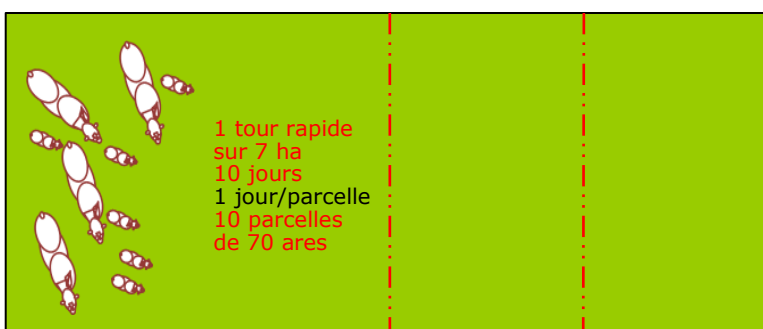 1 tour rapide
sur 7 ha
10 jours
1 jour/parcelle
10 parcelles
de 70 ares